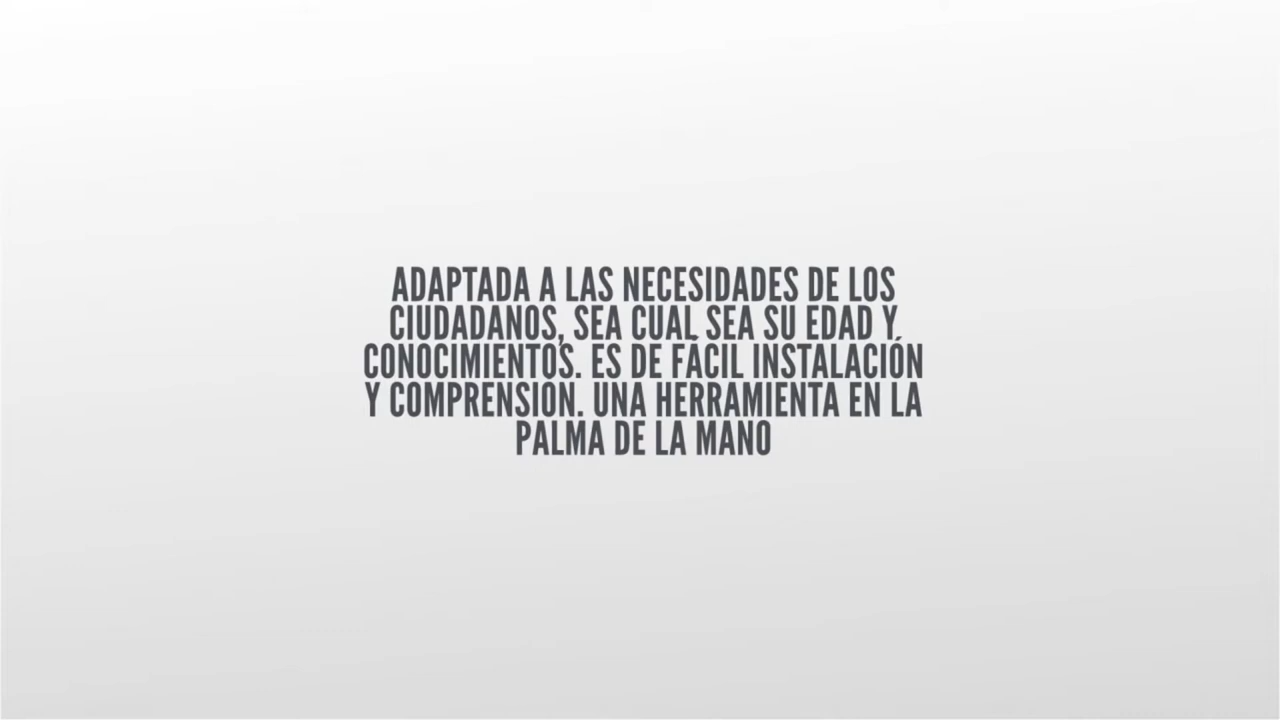 ADAPTADA A LAS NECESIDADES DE LOS
CIUDADANOS, SEA CUAL SEA SU EDAD Y
CONOCIMIENTOS. ES DE FÁCIL INSTALACIÓN
Y COMPRENSIÓN. UNA HERRAMIENTA EN LA
PALMA DE LA MANO